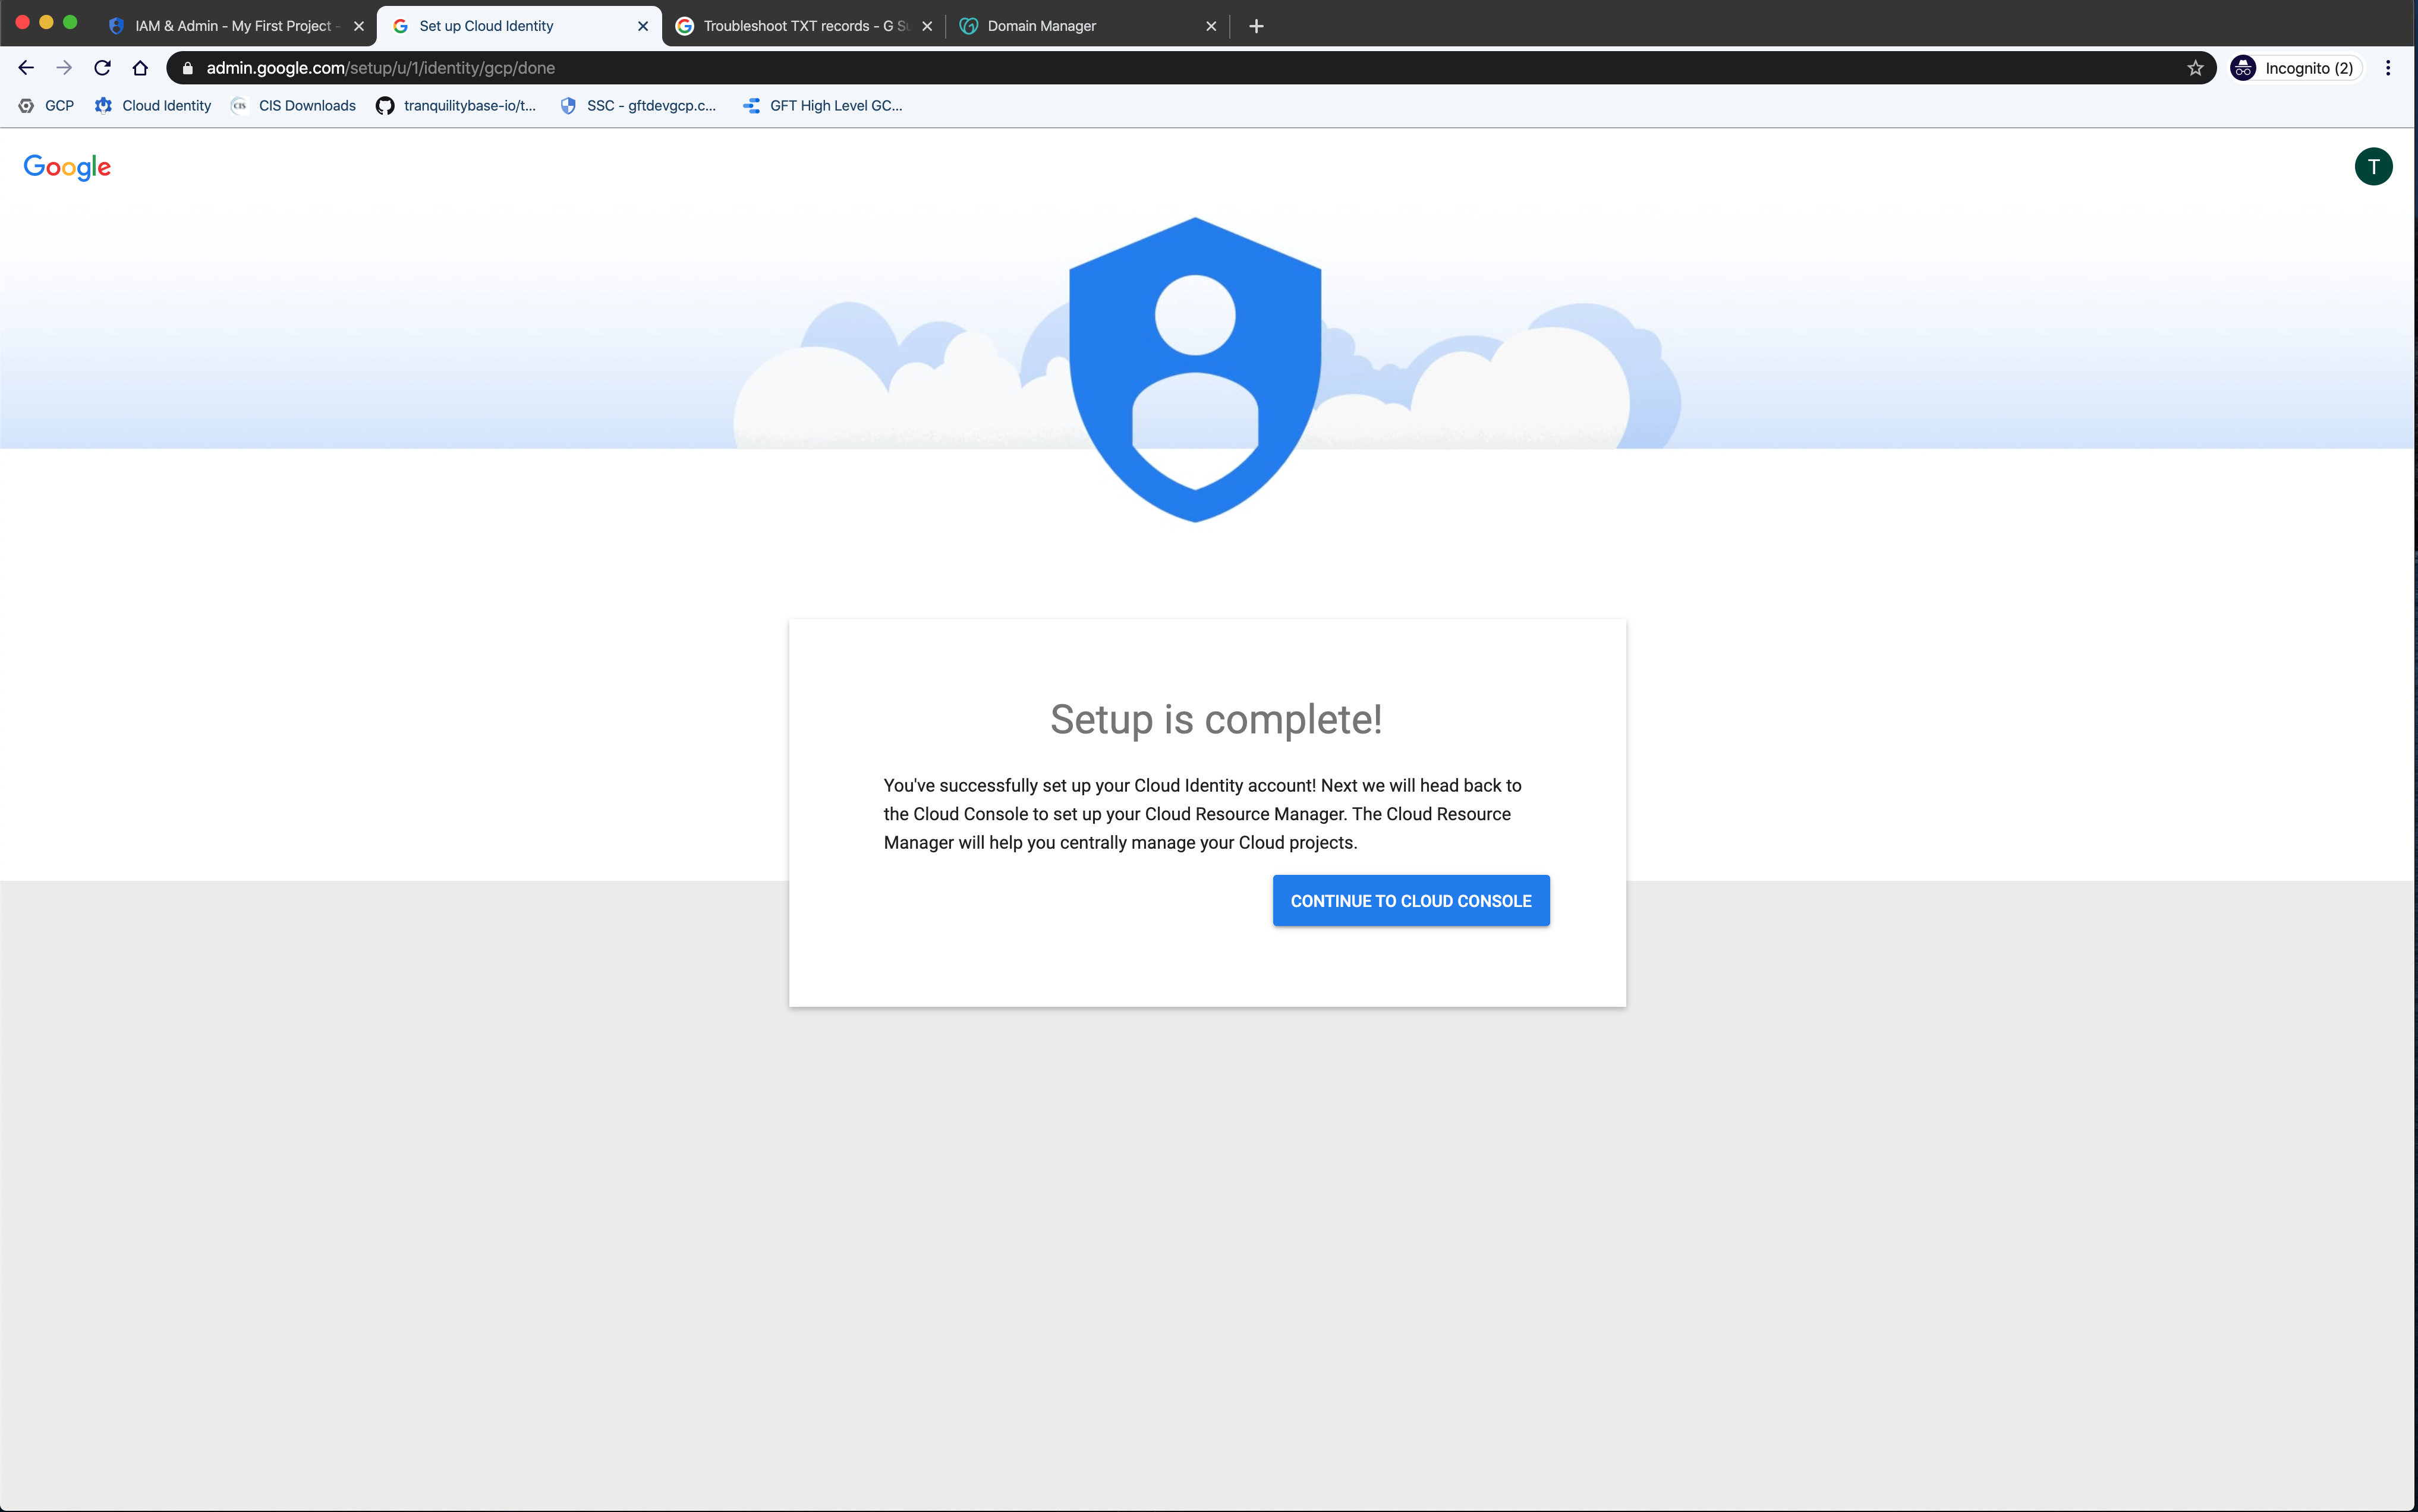 IAM & Admin - My First Project -
Set up Cloud Identity
Troubleshoot TXT records - G Su
Domain Manager
admin.google.com/setup/u/1/identity/gcp/done
Incognito (2)
GCP
Cloud Identity
CIS
CIS Downloads
tranquilitybase-io/t...
SSC - gftdevgcp.c...
GFT High Level GC...
Google
T
Setup is complete!
You've successfully set up your Cloud Identity account! Next we will head back to
the Cloud Console to set up your Cloud Resource Manager. The Cloud Resource
Manager will help you centrally manage your Cloud projects.
CONTINUE TO CLOUD CONSOLE